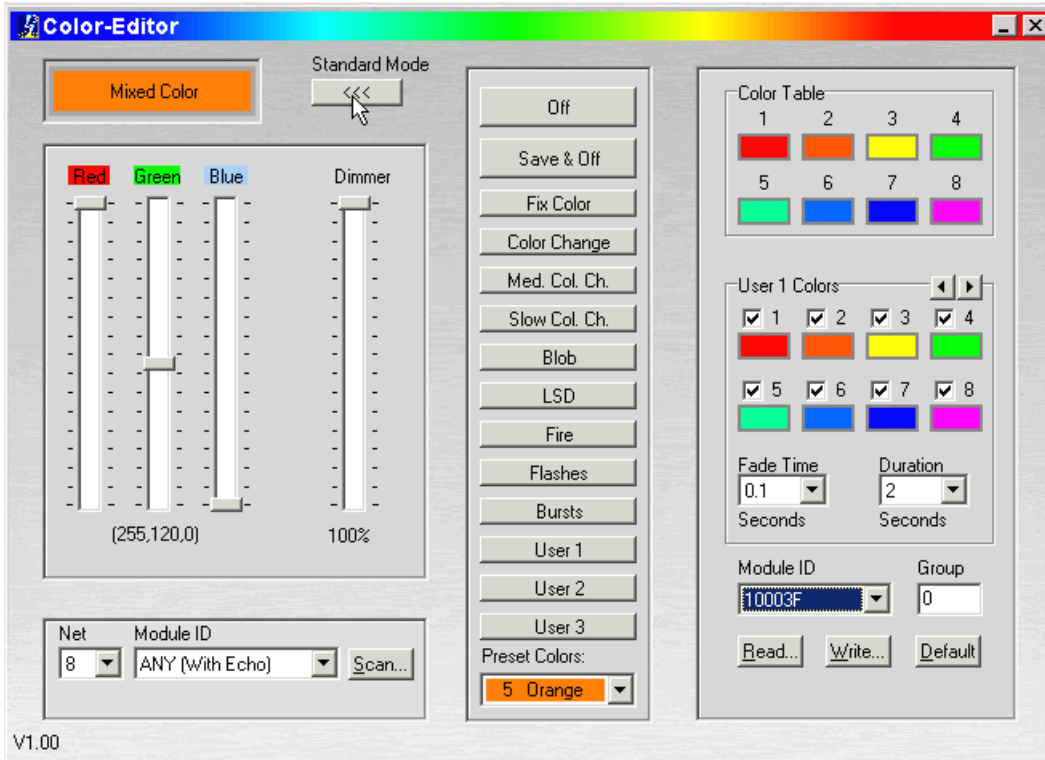 Color-Editor
Mixed Color
Standard Mode
<<<
Red Green Blue Dimmer
(255,120,0)
100%
Net
Module ID
8
ANY (With Echo)
Scan...
V1.00
Off
Save & Off
Fix Color
Color Change
Med. Col. Ch.
Slow Col. Ch.
Blob
LSD
Fire
Flashes
Bursts
User 1
User 2
User 3
Preset Colors:
5 Orange
Color Table
1 2 3 4
5 6 7 8
User 1 Colors
1 2 3 4
5 6 7 8
Fade Time
Duration
0.1
2
Seconds
Seconds
Module ID
Group
10003F
0
Read...
Write...
Default